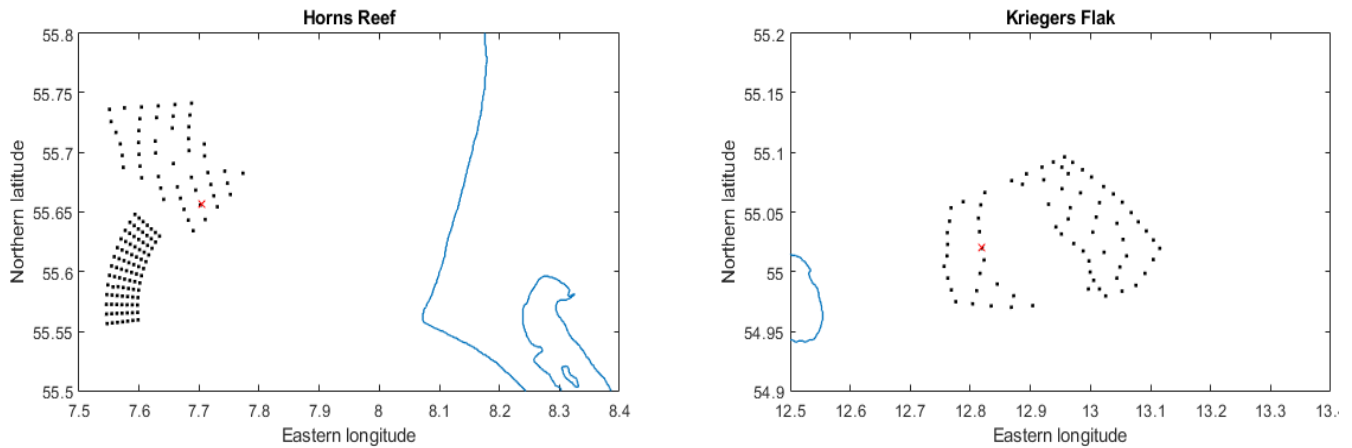 Horns Reef
55.8
55.75
55.7
55.65
55.6
55.55
55.5
Northern latitude
7.5 7.6 7.7 7.8 7.9 8 8.1 8.2 8.3 8.4
Eastern longitude
Kriegers Flak
55.2
55.15
55.1
55.05
55
54.95
54.9
Northern latitude
12.5 12.6 12.7 12.8 12.9 13 13.1 13.2 13.3 13.
Eastern longitude